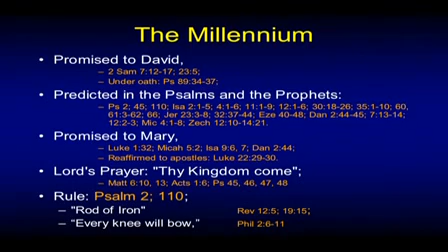 The Millennium
• Promised to David
– 2 Sam 7:12-17; 23:5;
– Under oath: Ps 89:34-37;
• Predicted in the Psalms and the Prophets:
– Ps 2; 45; 110; Isa 2:1-5; 4:1-6; 11:1-9; 12:1-6; 30:18-26; 35:1-10; 60,
61:3-62; 66; Jer 23:3-8; 32:37-44; Eze 40-48; Dan 2:44-45; 7:13-14;
12:2-3; Mic 4:1-8; Zech 12:10-14:21.
• Promised to Mary,
– Luke 1:32; Micah 5:2; Isa 9:6, 7; Dan 2:44;
– Reaffirmed to apostles: Luke 22:29-30.
• Lord's Prayer: "Thy Kingdom come";
– Matt 6:10, 13; Acts 1:6; Ps 45, 46, 47, 48
• Rule: Psalm 2; 110;
– "Rod of Iron" Rev 12:5; 19:15;
– "Every knee will bow," Phil 2:6-11